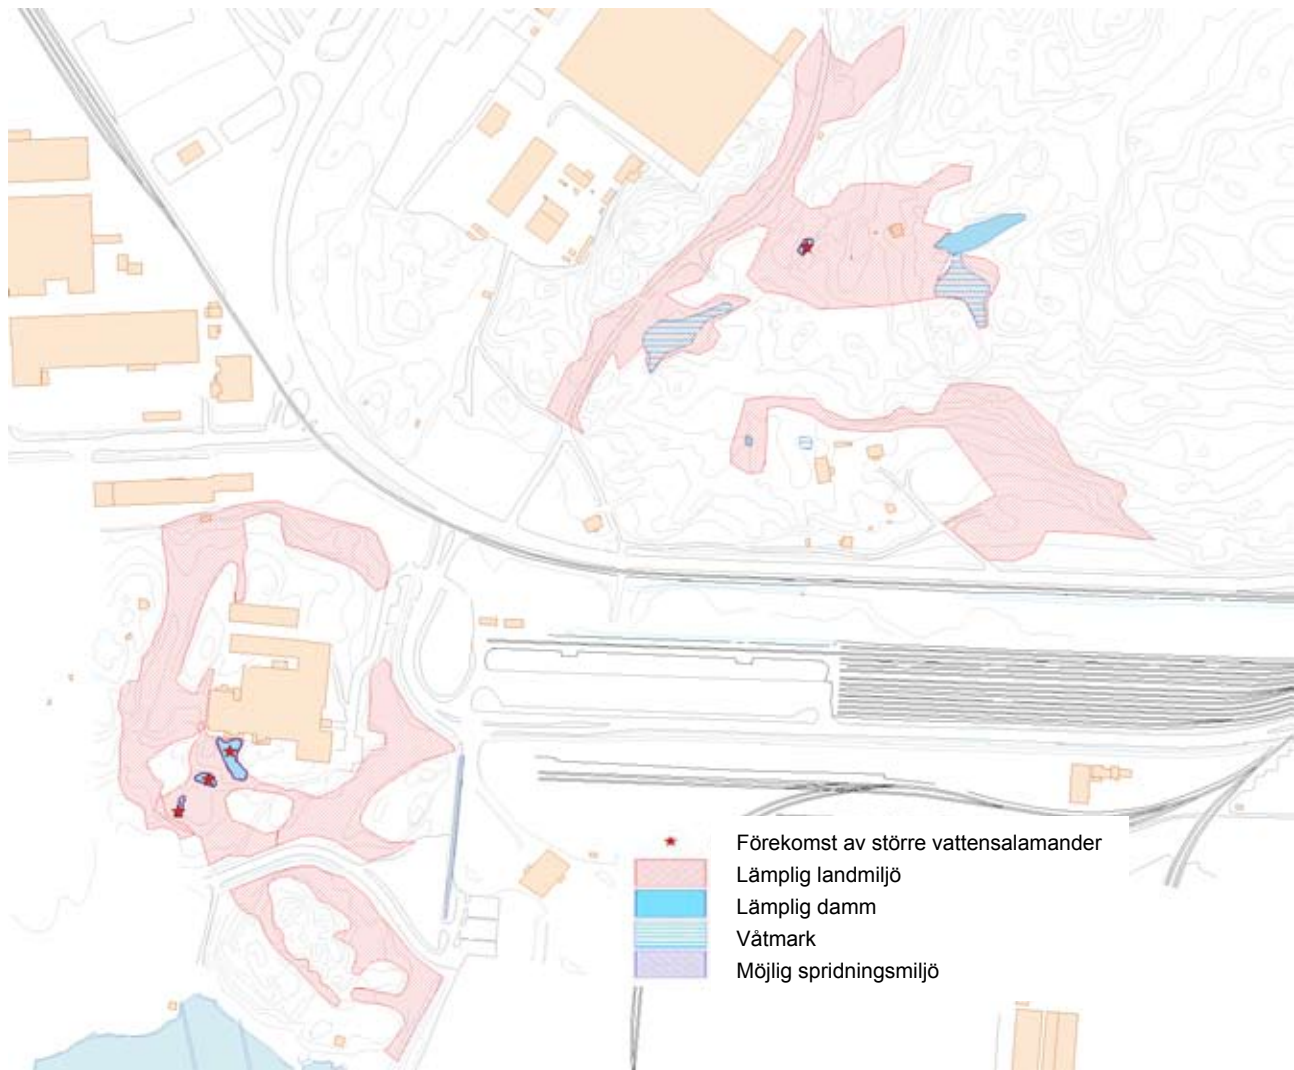 Förekomst av större vattensalamander
Lämplig landmiljö
Lämplig damm
Våtmark
Möjlig spridningsmiljö